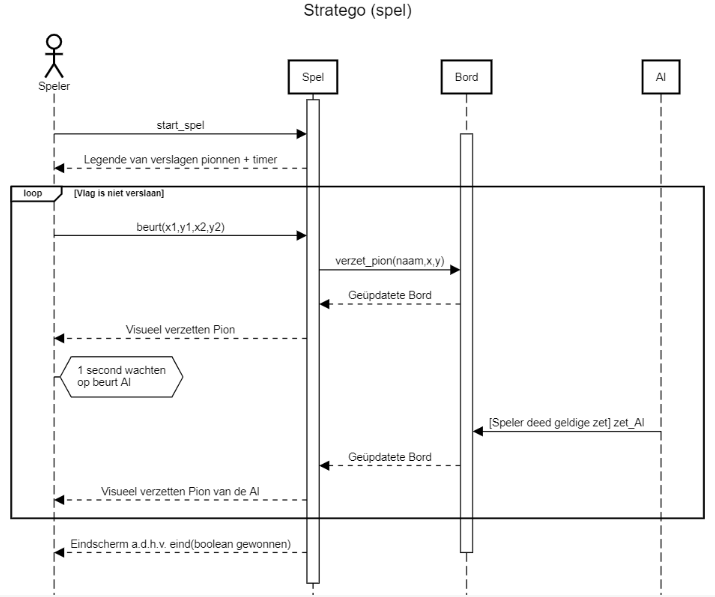 Stratego (spel)
Speler
Spel
Bord
AI
start_spel
Legende van verslagen pionnen + timer
loop
[Vlag is niet verslaan]
beurt(x1,y1,x2,y2)
verzet_pion(naam,x,y)
Geüpdatete Bord
Visueel verzetten Pion
1 second wachten
op beurt AI
[Speler deed geldige zet] zet_AI
Geüpdatete Bord
Visueel verzetten Pion van de AI
Eindscherm a.d.h.v. eind(boolean gewonnen)